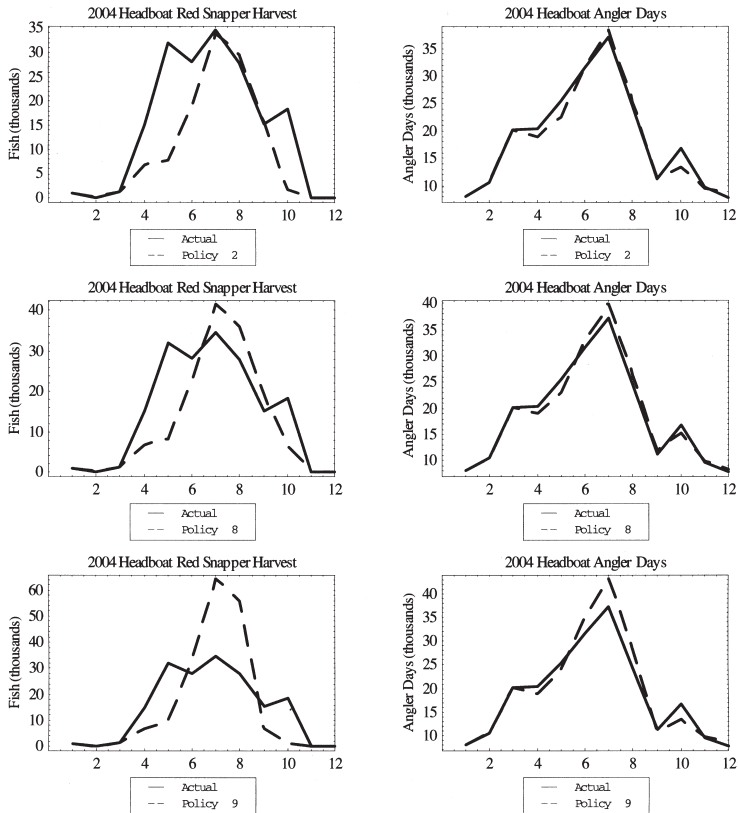 2004 Headboat Red Snapper Harvest
Fish (thousands)
35
30
25
20
15
10
5
0
2 4 6 8 10 12
Actual
Policy 2
2004 Headboat Angler Days
Angler Days (thousands)
35
30
25
20
15
10
2 4 6 8 10 12
Actual
Policy 2
2004 Headboat Red Snapper Harvest
Fish (thousands)
40
30
20
10
0
2 4 6 8 10 12
Actual
Policy 8
2004 Headboat Angler Days
Angler Days (thousands)
40
35
30
25
20
15
10
2 4 6 8 10 12
Actual
Policy 8
2004 Headboat Red Snapper Harvest
Fish (thousands)
60
50
40
30
20
10
0
2 4 6 8 10 12
Actual
Policy 9
2004 Headboat Angler Days
Angler Days (thousands)
40
35
30
25
20
15
10
2 4 6 8 10 12
Actual
Policy 9